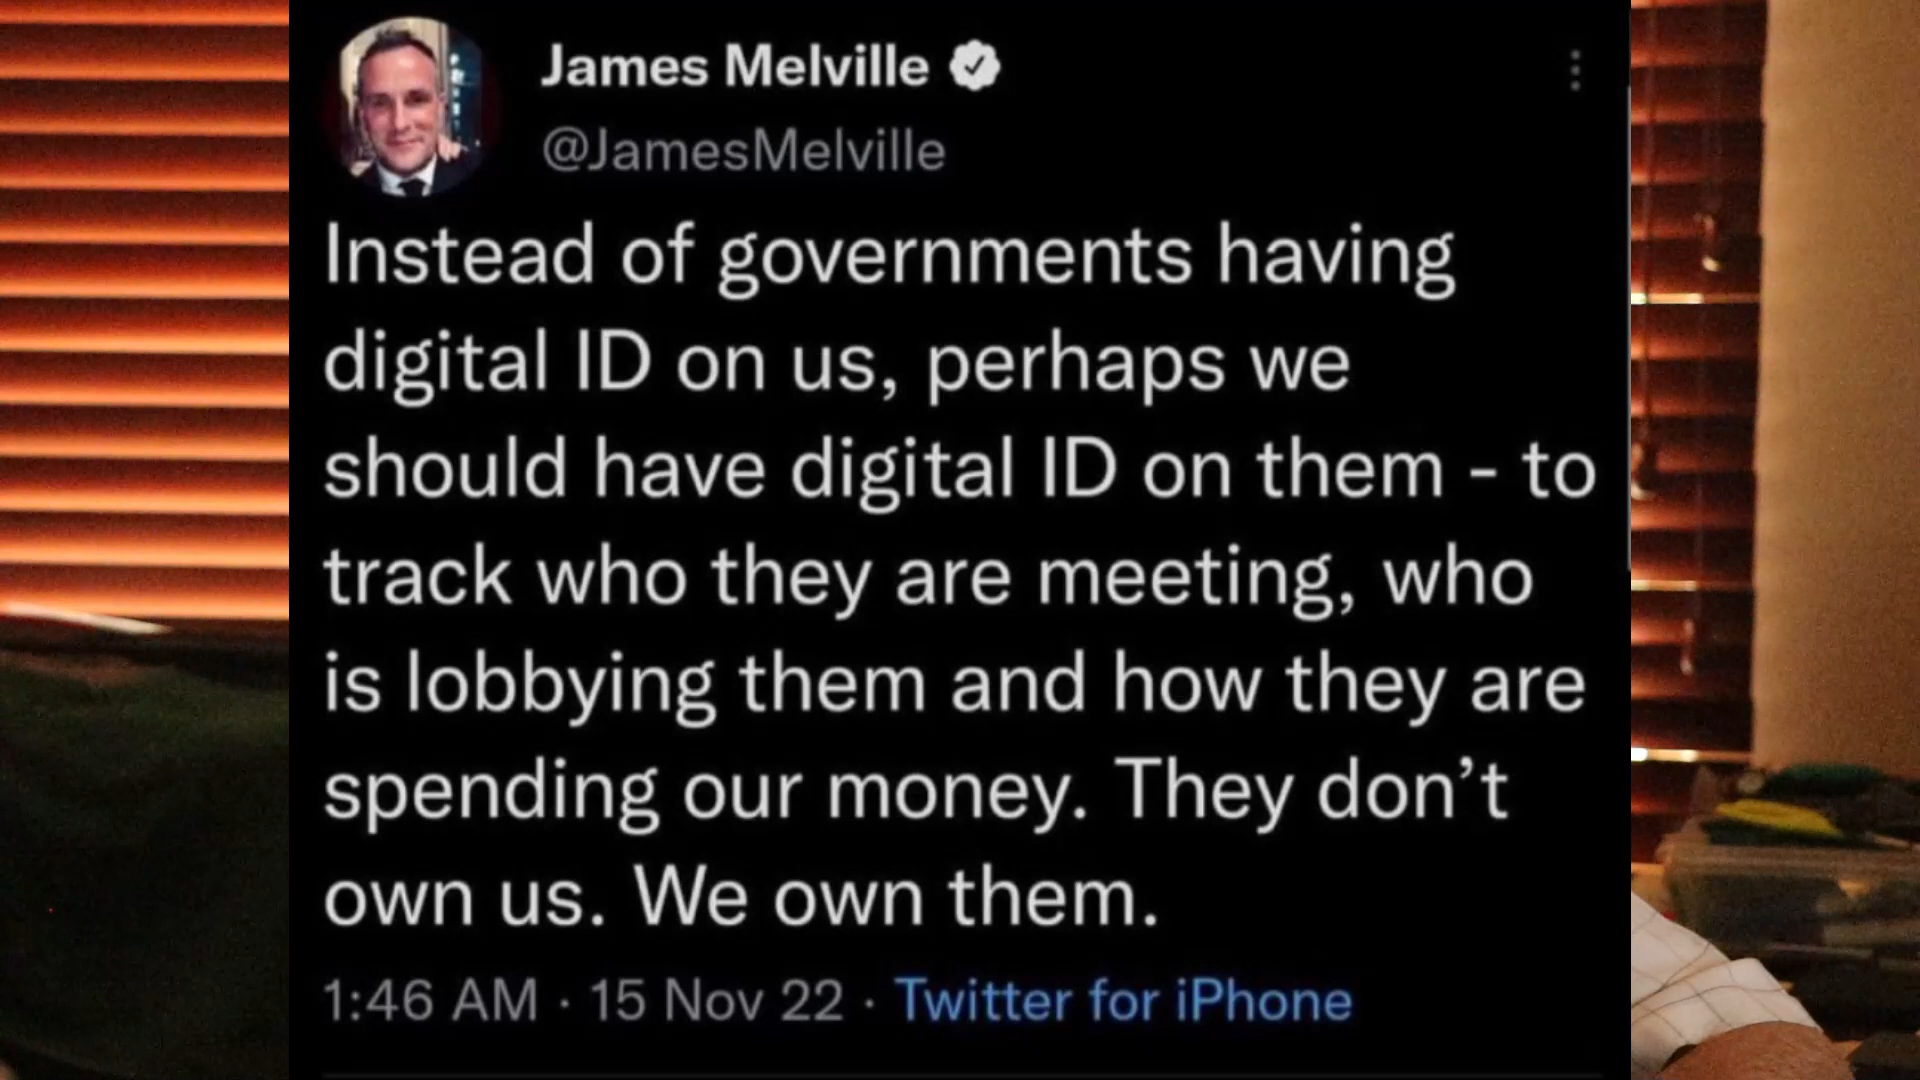 James Melville
@JamesMelville
Instead of governments having
digital ID on us, perhaps we
should have digital ID on them - to
track who they are meeting, who
is lobbying them and how they are
spending our money. They don’t
own us. We own them.
1:46 AM · 15 Nov 22 · Twitter for iPhone